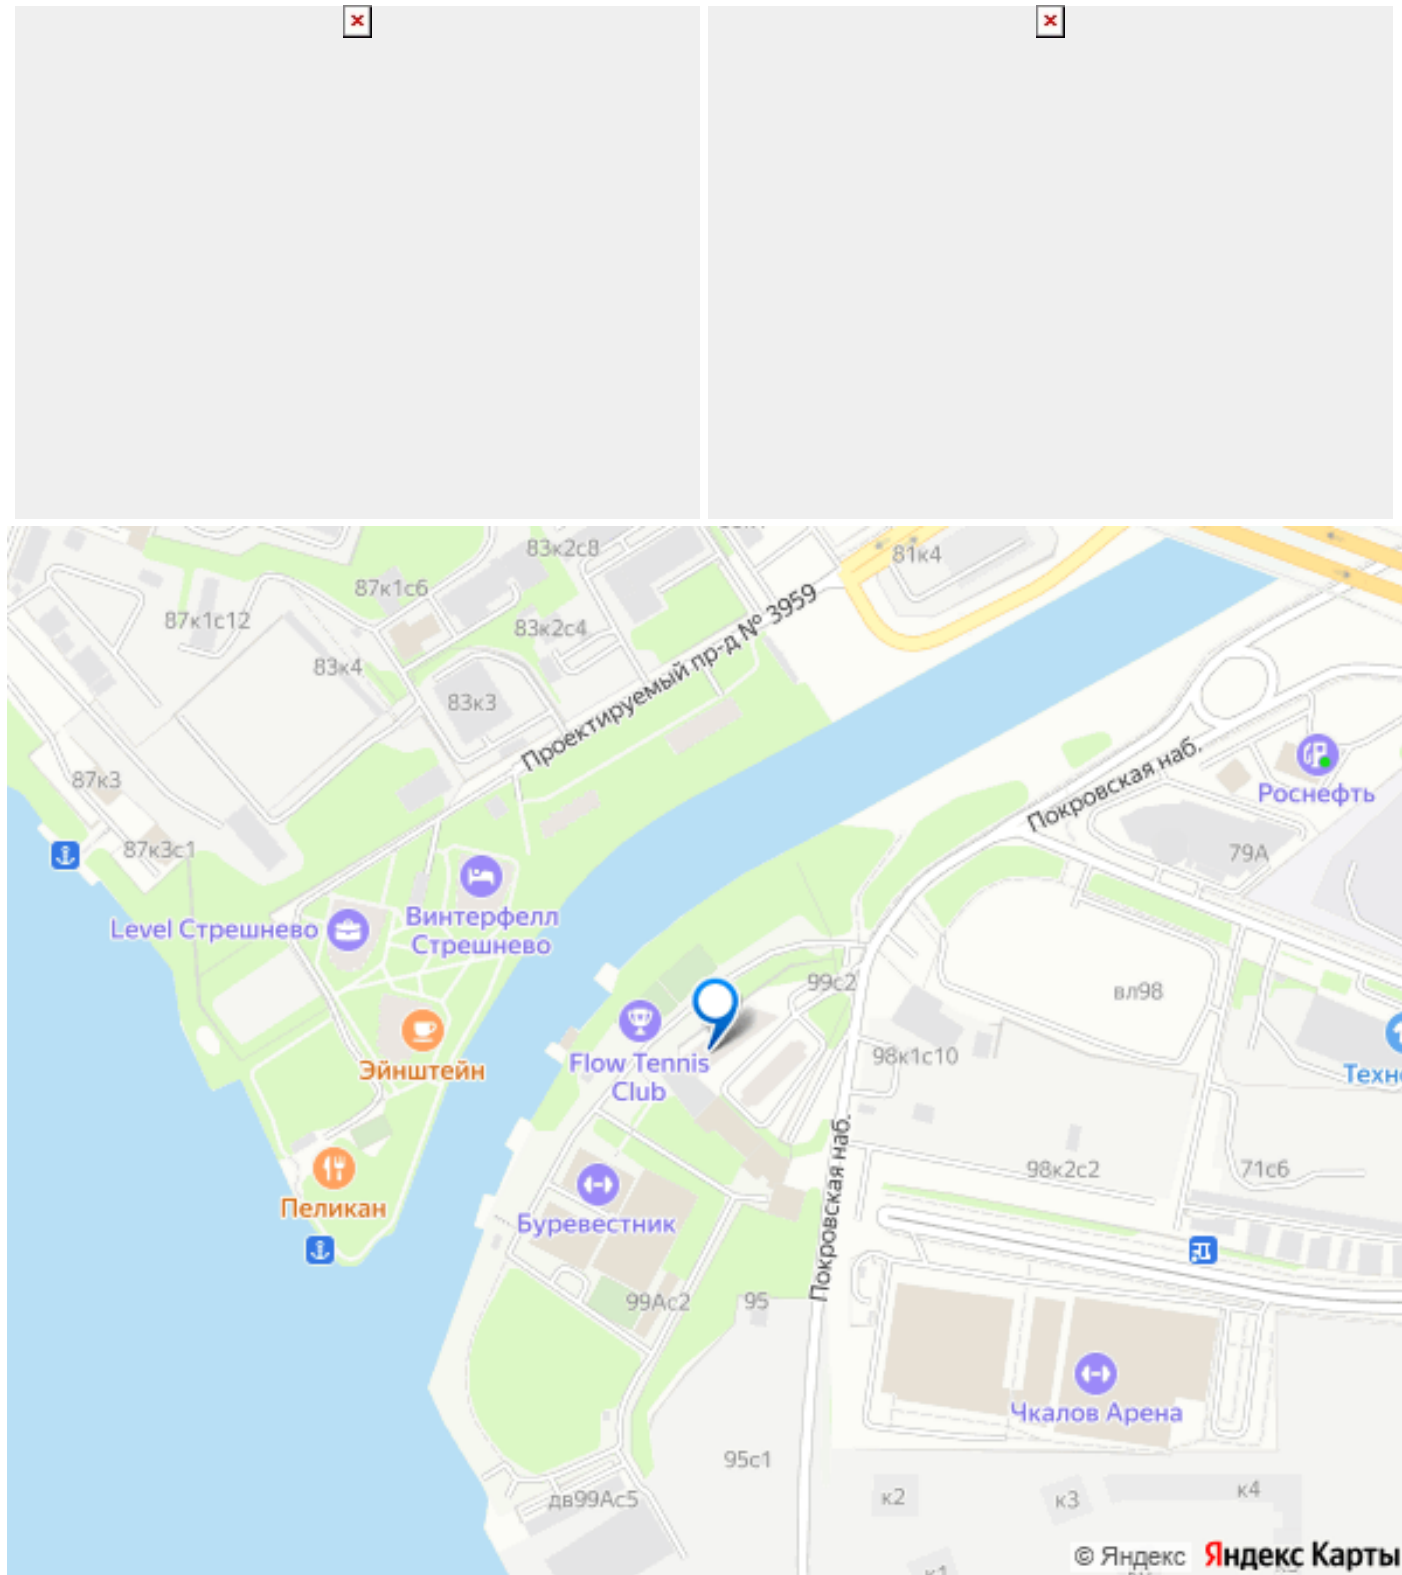 83к2с8
81к4
87к1с6
87к1с12
83к2с4
Проектируемый пр-д № 3959
83к4
83к3
87к3
Покровская наб.
Роснефть
87к3с1
79А
Level Стрешнево
Винтерфелл
Стрешнево
99с2
вл98
Эйнштейн
Flow Tennis
Club
98к1с10
Техн
Покровская наб.
98к2с2
71с6
Пеликан
Буревестник
99Ас2
95
Чкалов Арена
95с1
дв99Ас5
к2
к3
к4
© Яндекс Яндекс Карты